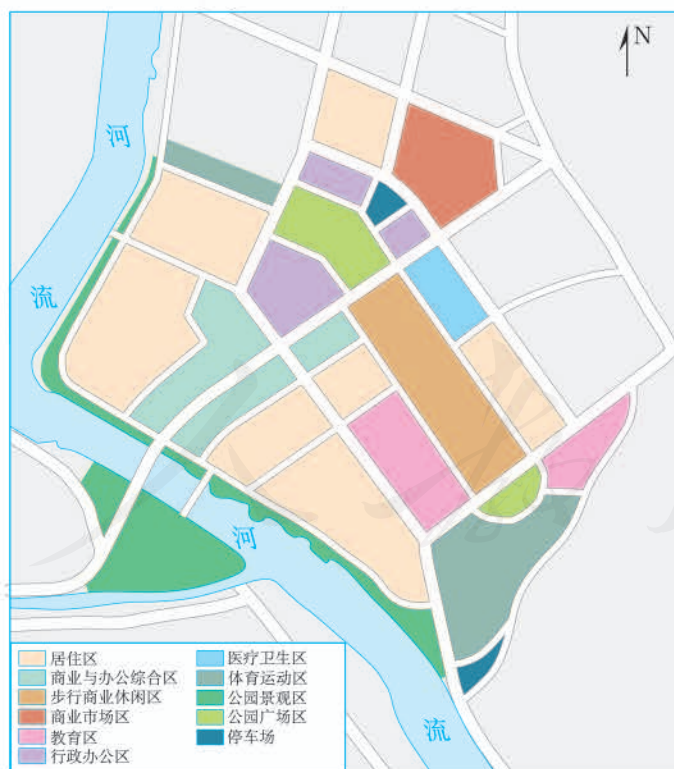 N
河
流
河
流
居住区
商业与办公综合区
步行商业休闲区
商业市场区
教育区
行政办公区
医疗卫生区
体育运动区
公园景观区
公园广场区
停车场